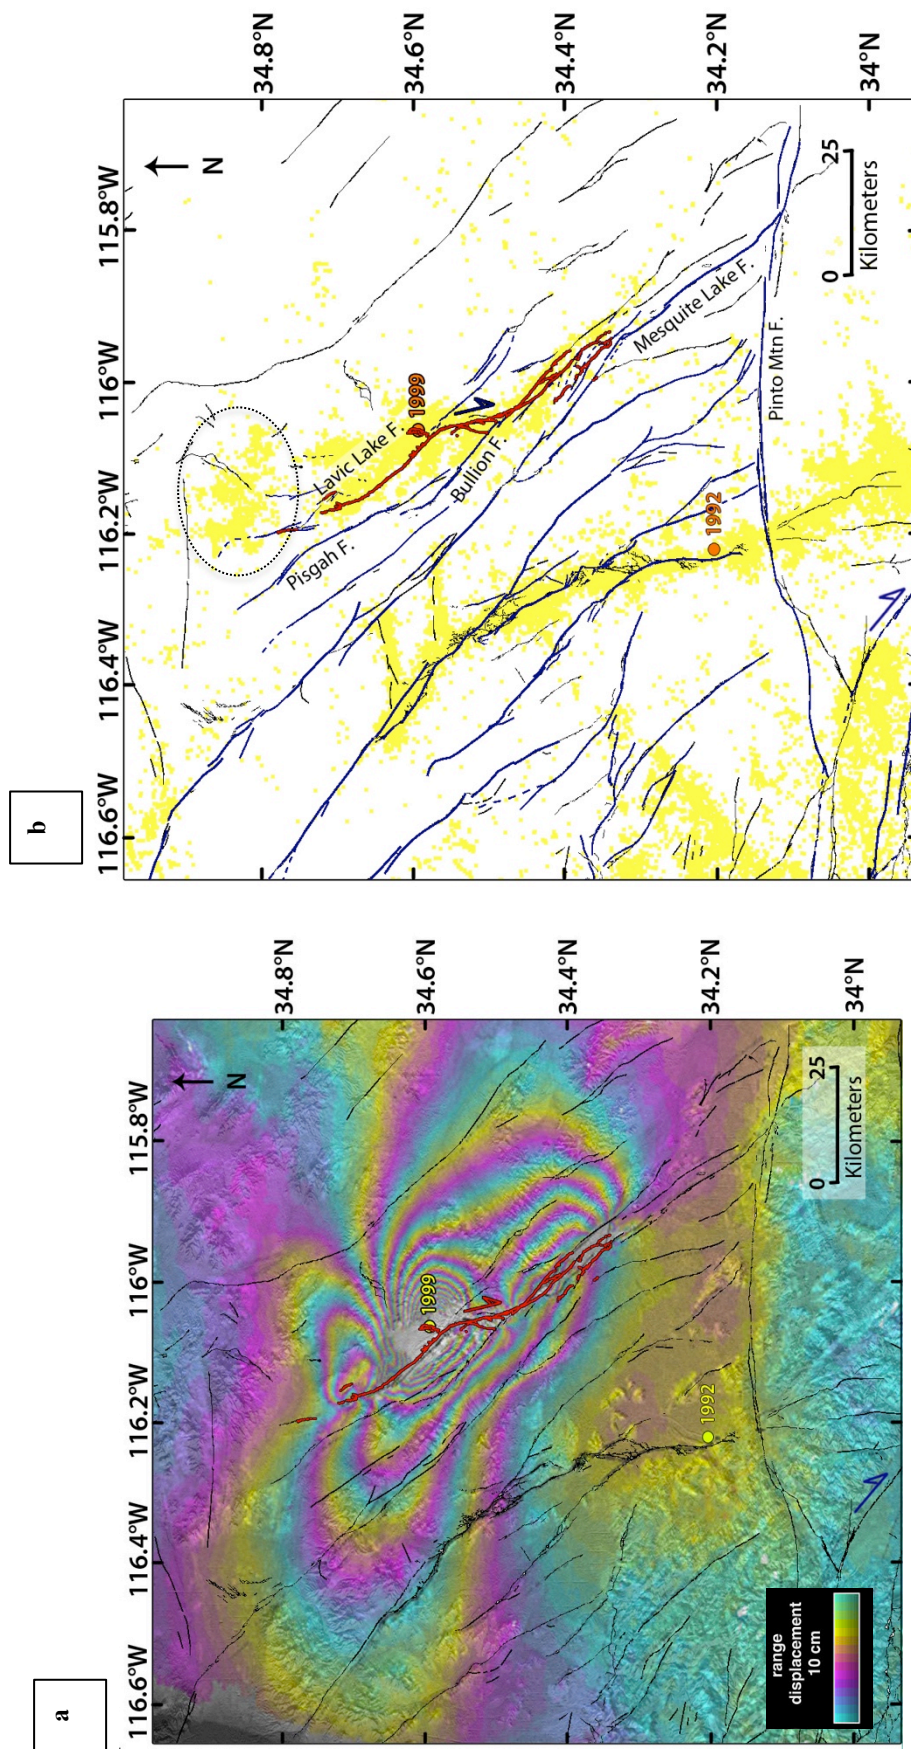 a
116.6°W
116.4°W
116.2°W
116°W
115.8°W
34.8°N
34.6°N
34.4°N
34.2°N
34°N
N
1999
1992
range
displacement
10 cm
0 25
Kilometers
b
116.6°W
116.4°W
116.2°W
116°W
115.8°W
34.8°N
34.6°N
34.4°N
34.2°N
34°N
N
Lavic Lake F.
1999
Pisgah F.
Bullion F.
Mesquite Lake F.
1992
Pinto Mtn F.
0 25
Kilometers